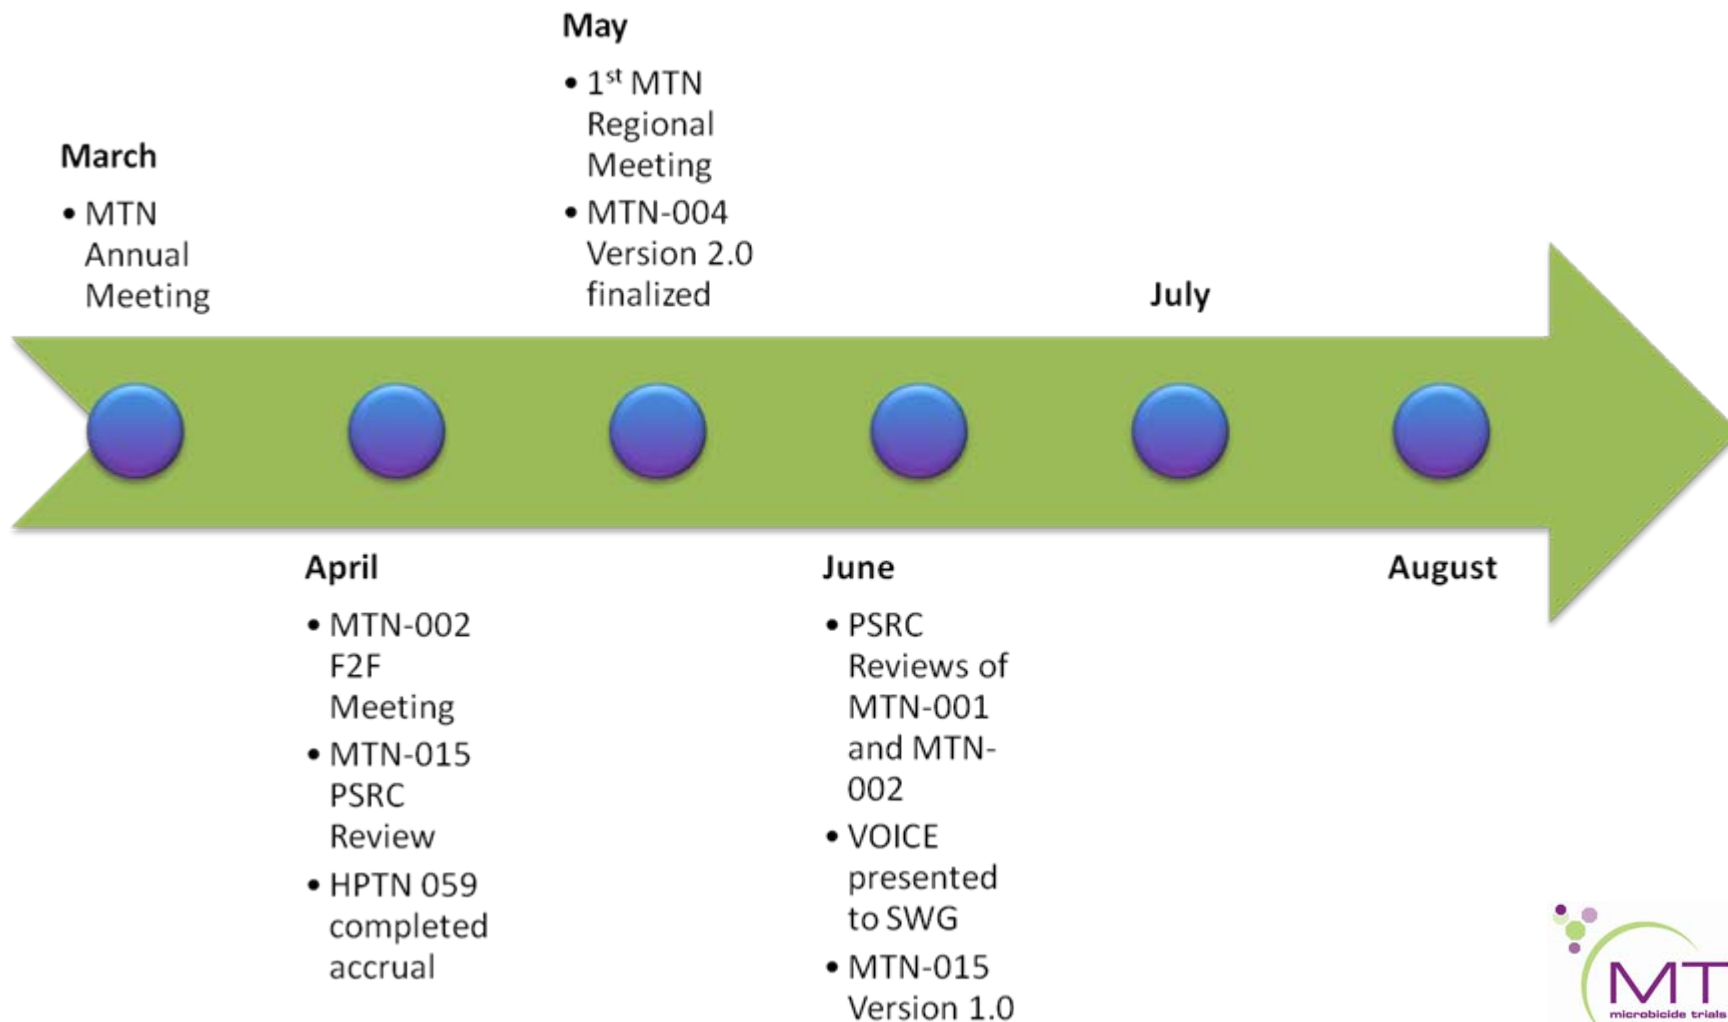 March
• MTN
Annual
Meeting
April
• MTN-002
F2F
Meeting
• MTN-015
PSRC
Review
• HPTN 059
completed
accrual
May
• 1st MTN
Regional
Meeting
• MTN-004
Version 2.0
finalized
June
• PSRC
Reviews of
MTN-001
and MTN-
002
• VOICE
presented
to SWG
• MTN-015
Version 1.0
July
August
MT
microbicide trials